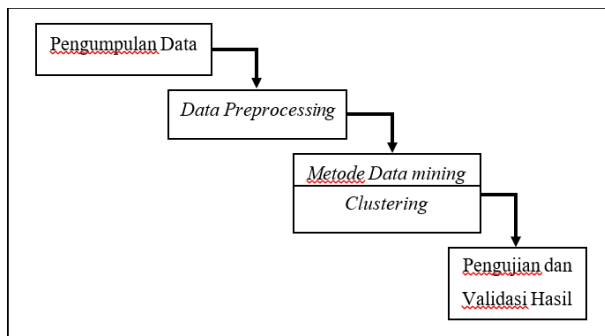 Pengumpulan Data
Data Preprocessing
Metode Data mining
Clustering
Pengujian dan
Validasi Hasil